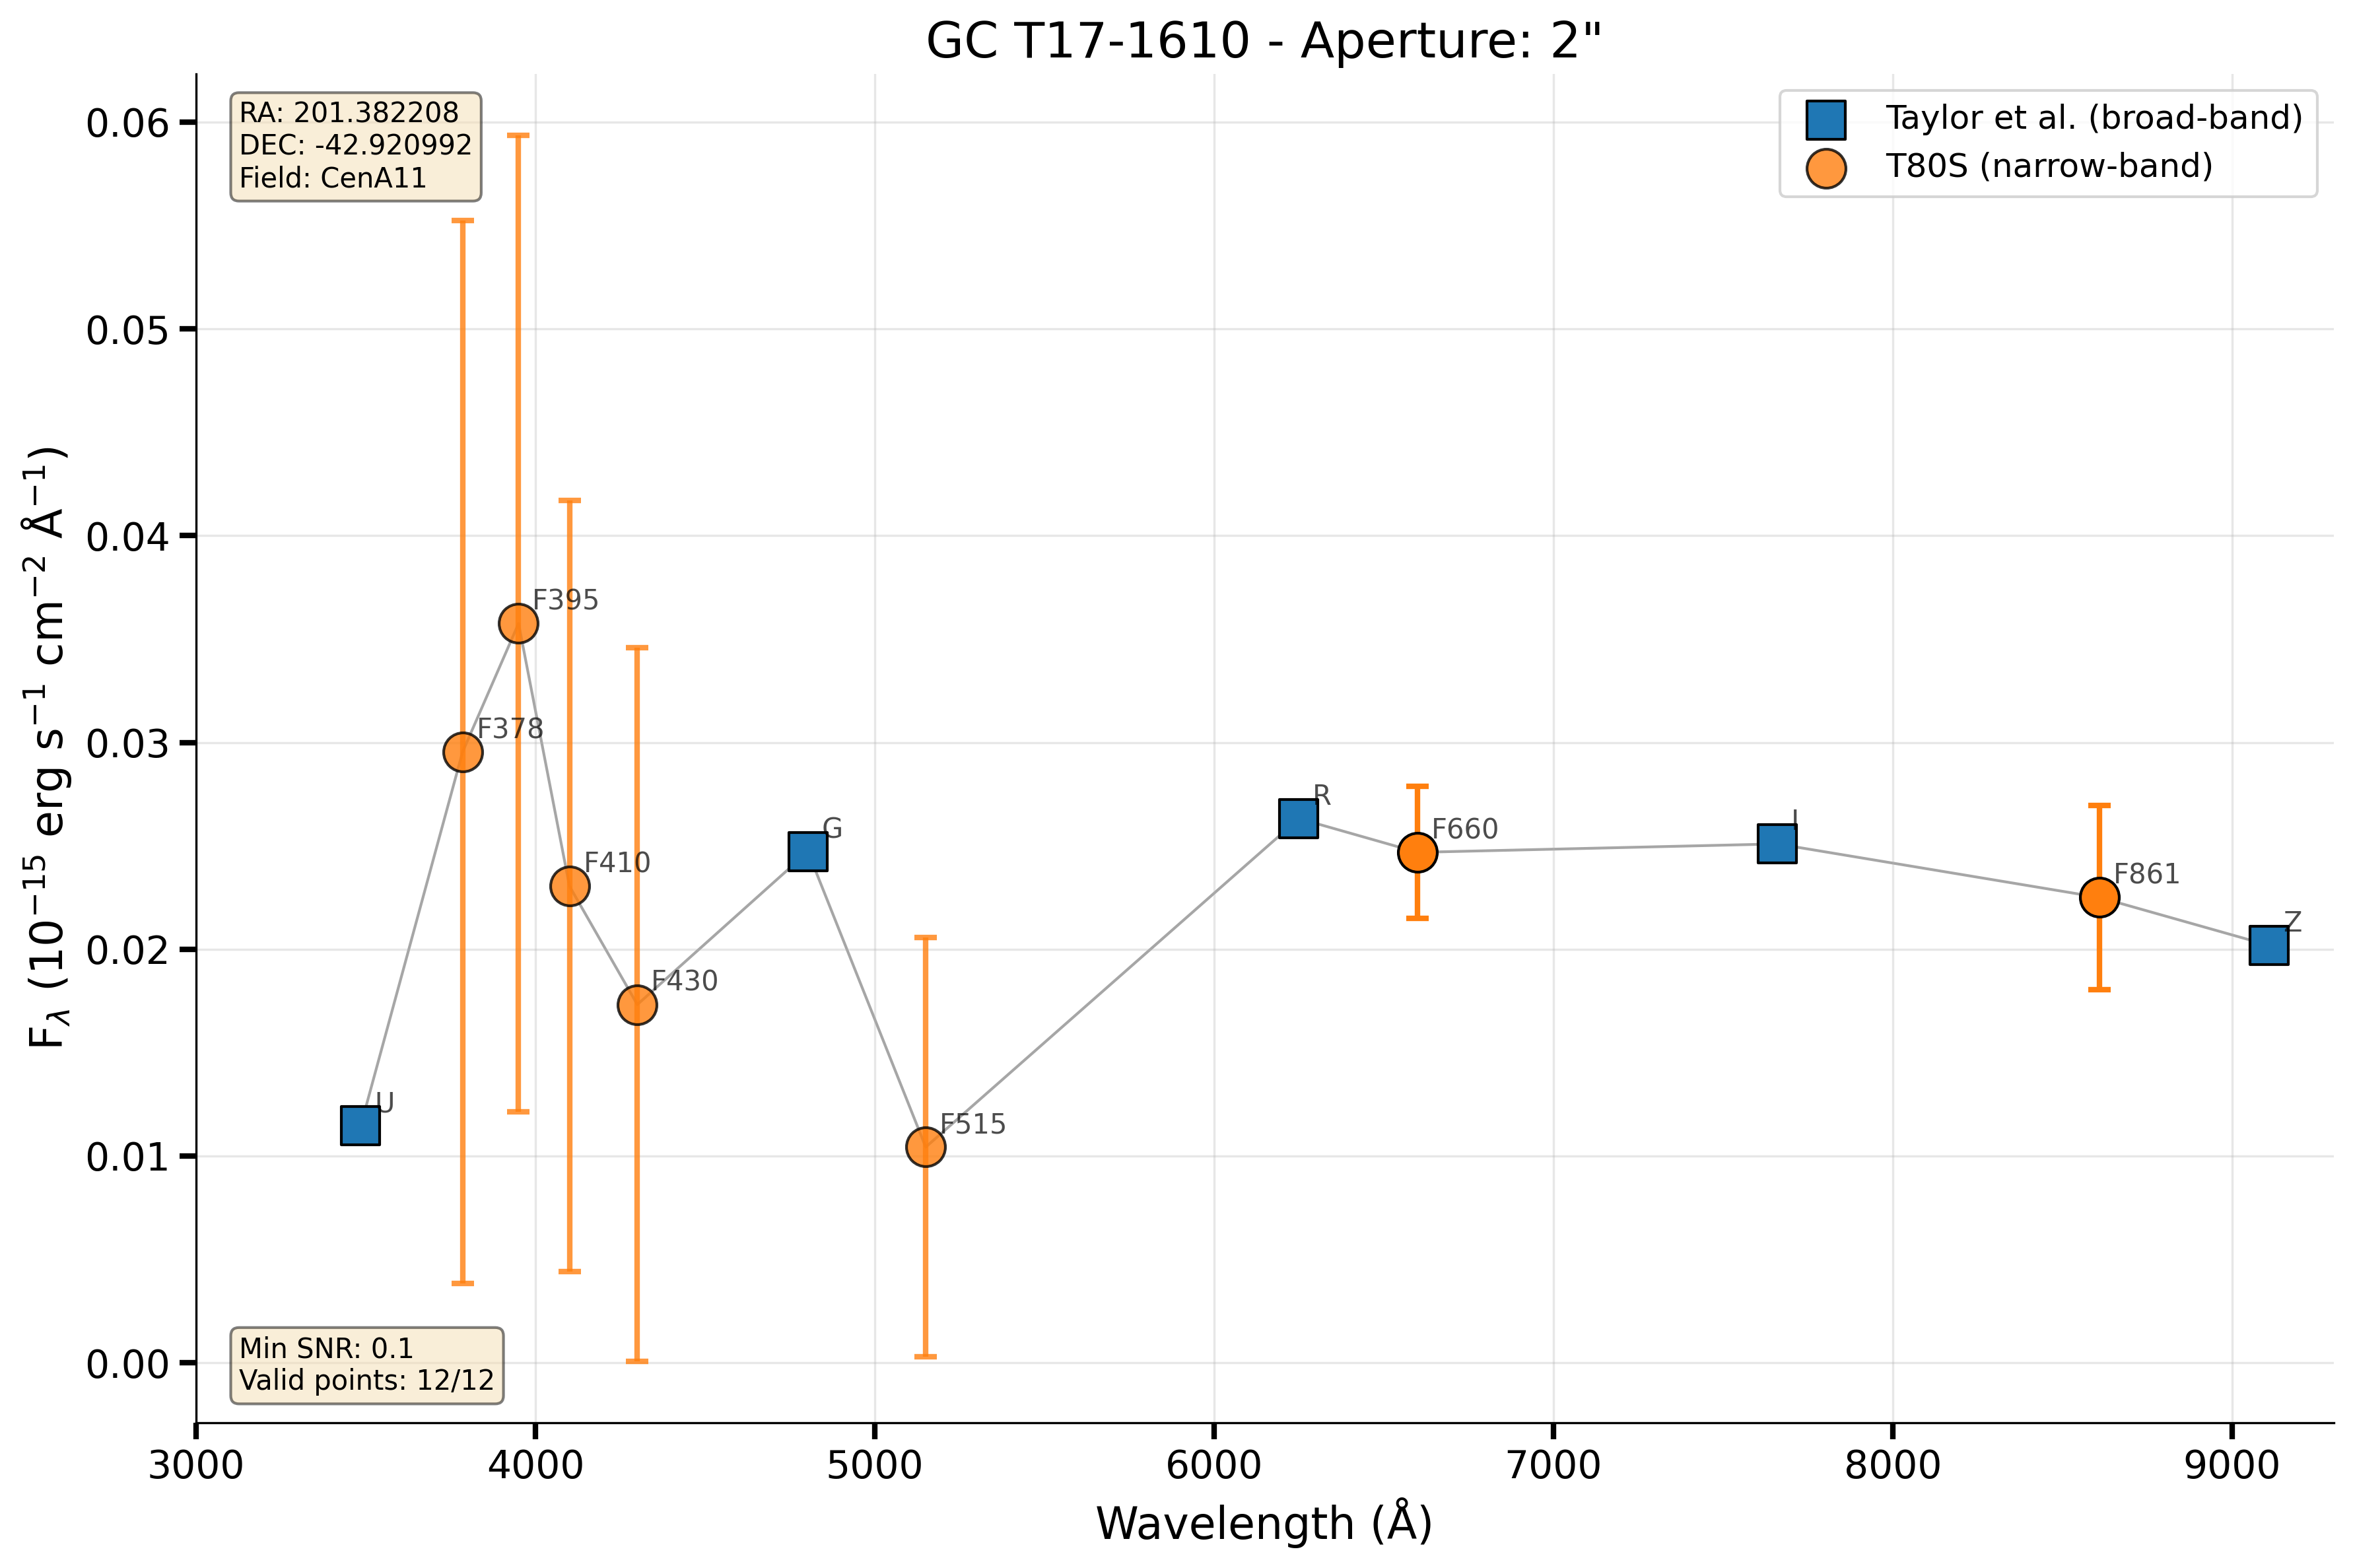 GC T17-1610 - Aperture: 2"
RA: 201.382208
DEC: -42.920992
Field: CenA11
Taylor et al. (broad-band)
T80S (narrow-band)
0.06
0.05
0.04
0.03
0.02
0.01
0.00
F$_{λ}$ (10$^{-15}$ erg s$^{-1}$ cm$^{-2}$ Å$^{-1}$)
U
F378
F395
F410
F430
G
F515
R
F660
I
F861
Z
Min SNR: 0.1
Valid points: 12/12
3000 4000 5000 6000 7000 8000 9000
Wavelength (Å)